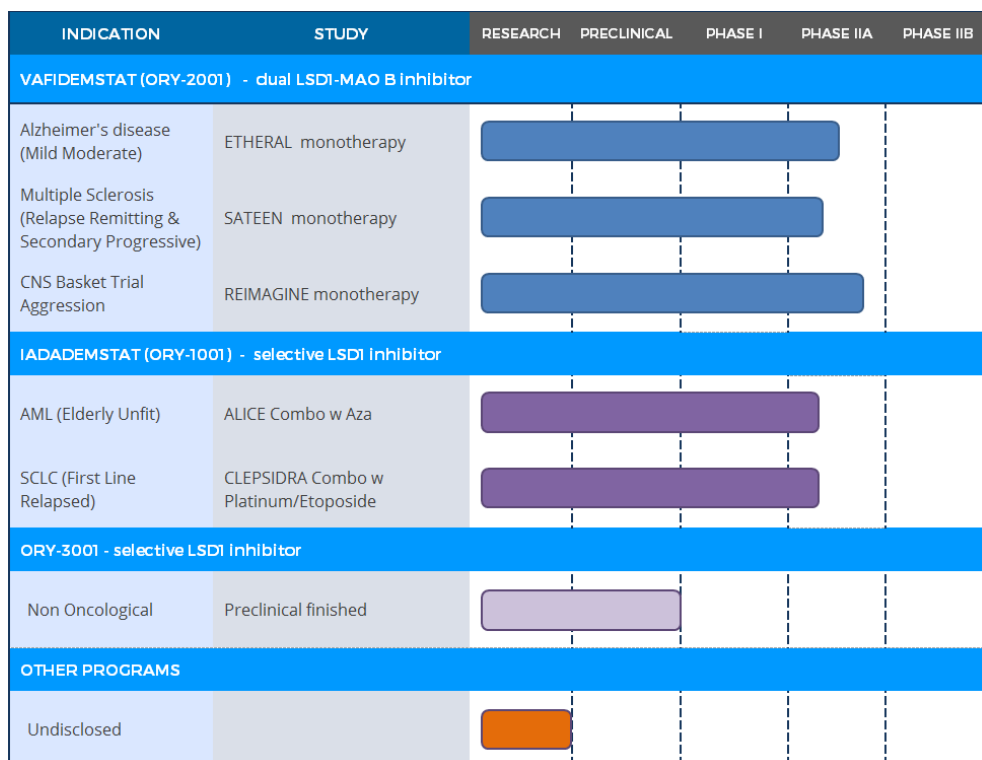 INDICATION STUDY RESEARCH PRECLINICAL PHASE I PHASE IIA PHASE IIB
VAFIDEMSTAT (ORY-2001) - dual LSD1-MAO B inhibitor
Alzheimer's disease
(Mild Moderate)
ETHERAL monotherapy
Multiple Sclerosis
(Relapse Remitting &
Secondary Progressive)
SATEEN monotherapy
CNS Basket Trial
Aggression
REIMAGINE monotherapy
IADADEMSTAT (ORY-1001) - selective LSD1 inhibitor
AML (Elderly Unfit)
ALICE Combo w Aza
SCLC (First Line
Relapsed)
CLEPSIDRA Combo w
Platinum/Etoposide
ORY-3001 - selective LSD1 inhibitor
Non Oncological
Preclinical finished
OTHER PROGRAMS
Undisclosed